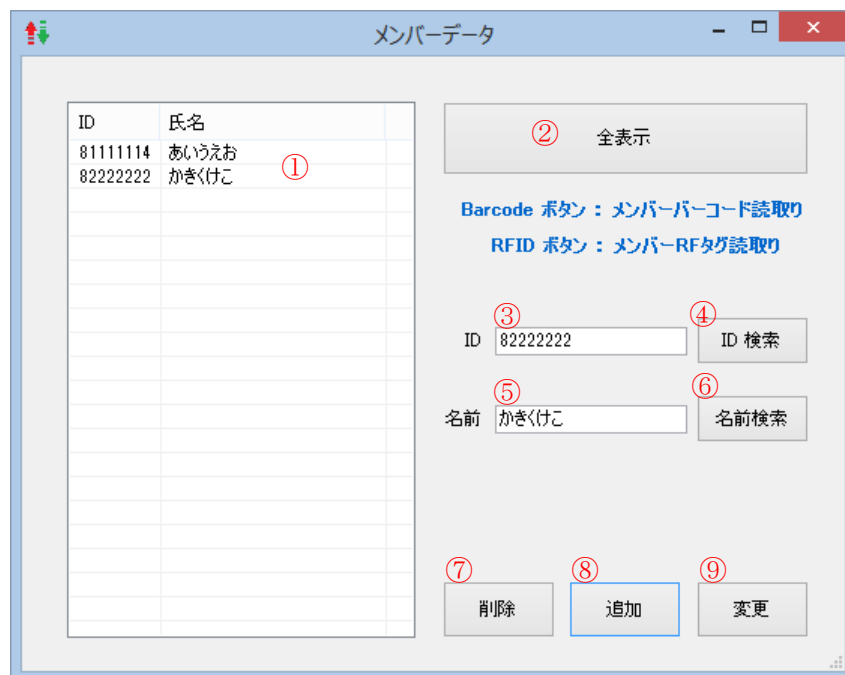 メンバーデータ
ID 氏名
81111114 あいうえお
82222222 かきくけこ
①
② 全表示
Barcode ボタン : メンバーバーコード読取り
RFID ボタン : メンバーRFタグ読取り
③ ④
ID 82222222 ID 検索
⑤ ⑥
名前 かきくけこ 名前検索
⑦ ⑧ ⑨
削除 追加 変更